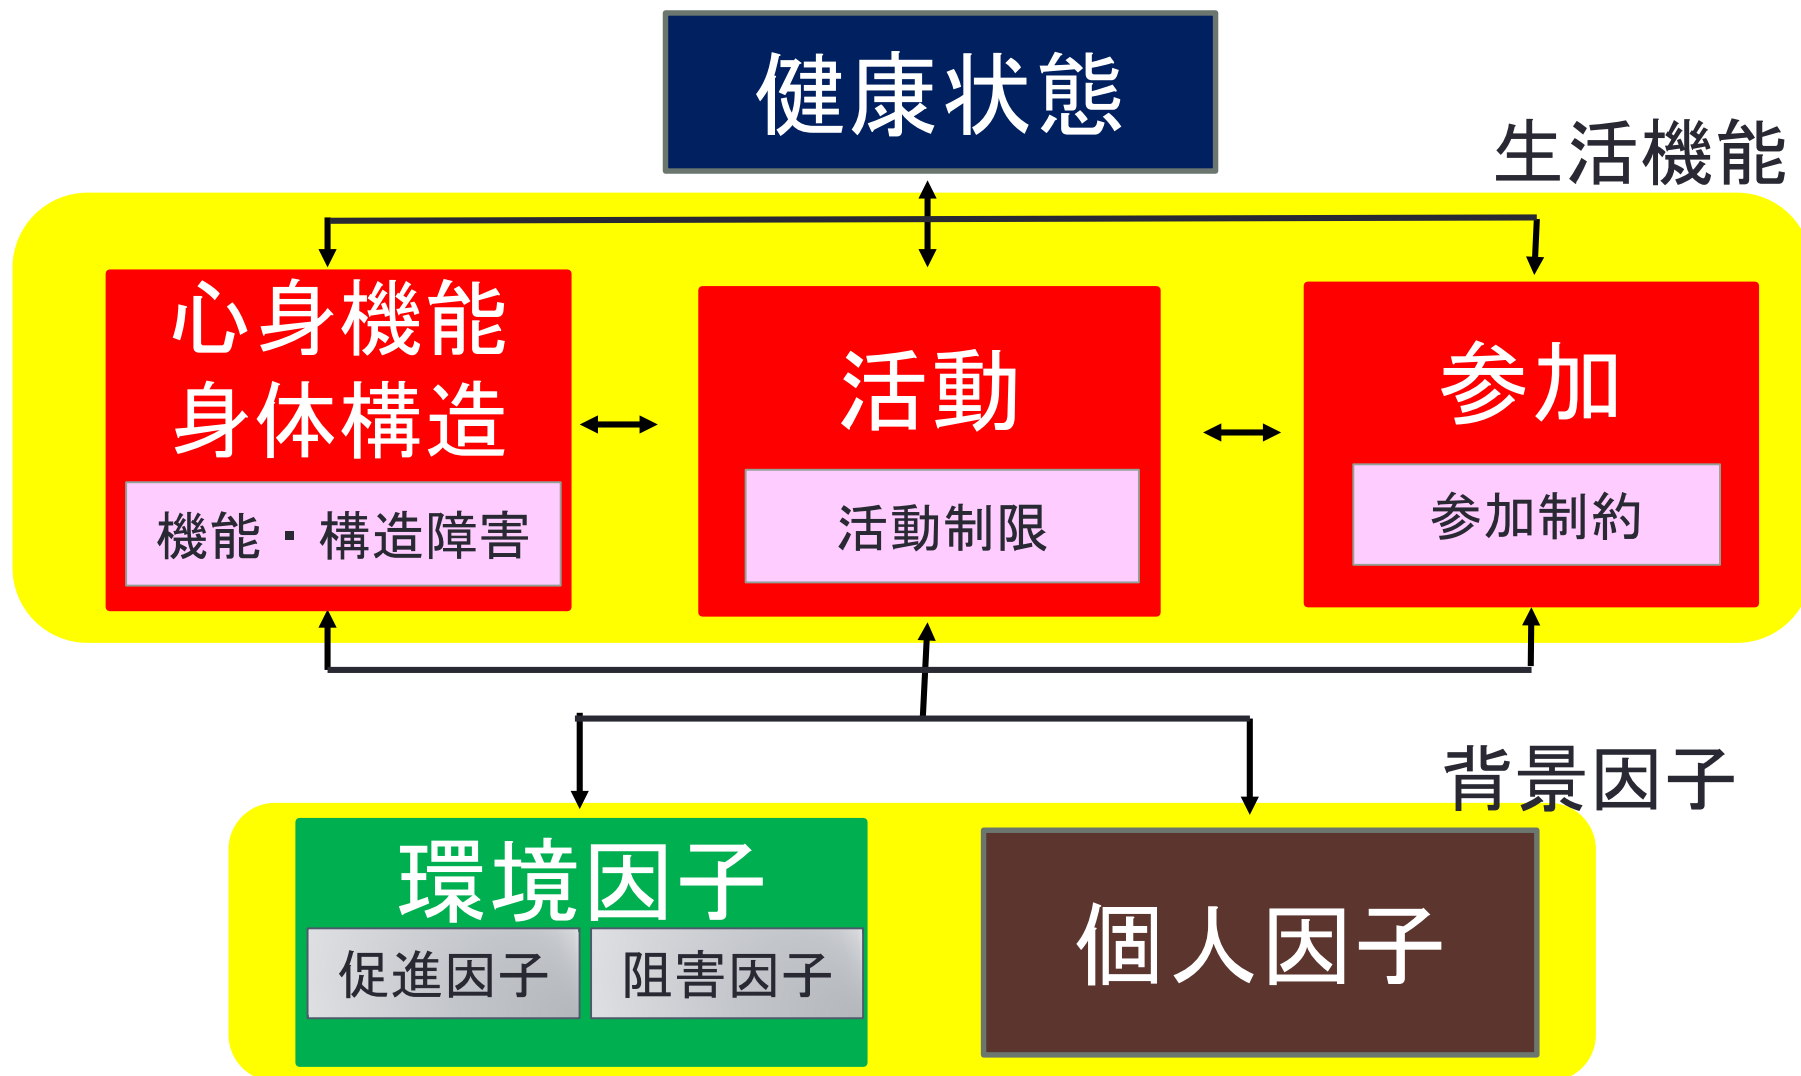 健康状態
生活機能
心身機能
身体構造
機能・構造障害
活動
活動制限
参加
参加制約
背景因子
環境因子
促進因子
阻害因子
個人因子